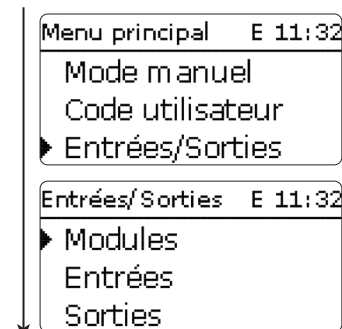 Menu principal E 11:32
Mode manuel
Code utilisateur
Entrées/Sorties
Entrées/Sorties E 11:32
Modules
Entrées
Sorties